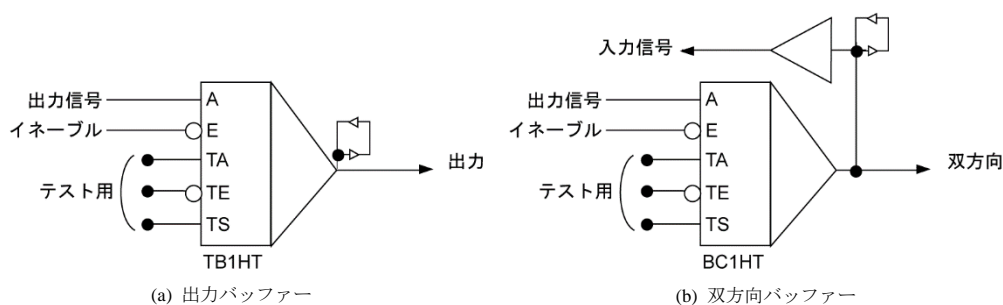 出力信号
イネーブル
テスト用
A
E
TA
TE
TS
TB1HT
出力
(a) 出力バッファー
入力信号
出力信号
イネーブル
テスト用
A
E
TA
TE
TS
BC1HT
双方向
(b) 双方向バッファー